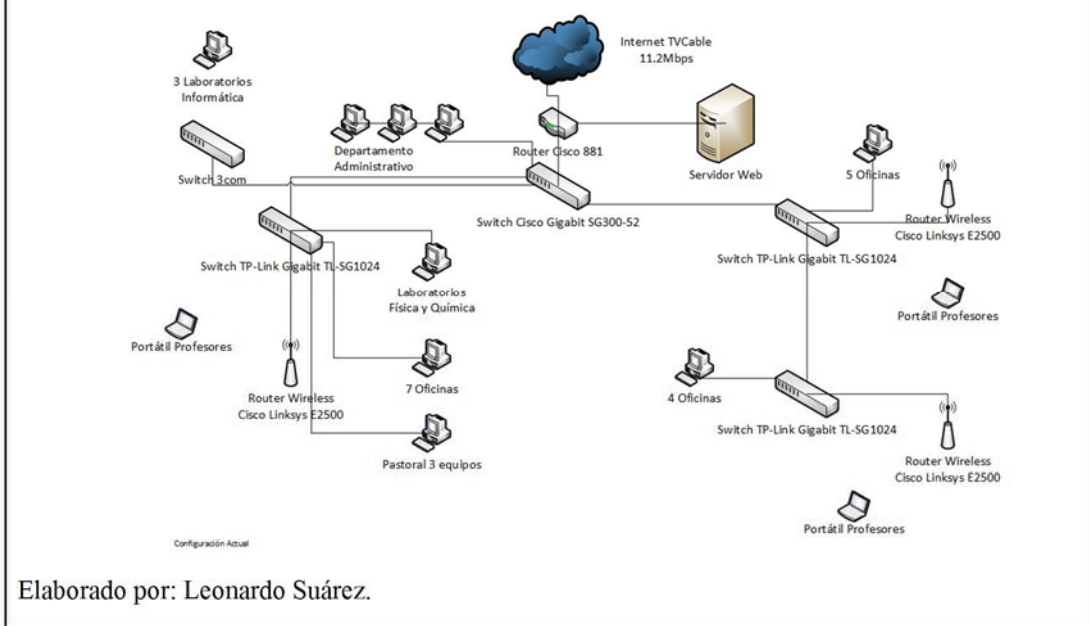 Internet TVCable
11.2Mbps
3 Laboratorios
Informática
Departamento
Administrativo
Router Cisco 881
Servidor Web
5 Oficinas
Switch 3com
Switch Cisco Gigabit SG300-52
Router Wireless
Cisco Linksys E2500
Switch TP-Link Gigabit TL-SG1024
Switch TP-Link Gigabit TL-SG1024
Laboratorios
Física y Química
Portátil Profesores
Portátil Profesores
7 Oficinas
Router Wireless
Cisco Linksys E2500
4 Oficinas
Switch TP-Link Gigabit TL-SG1024
Pastoral 3 equipos
Router Wireless
Cisco Linksys E2500
Portátil Profesores
Configuración Actual
Elaborado por: Leonardo Suárez.